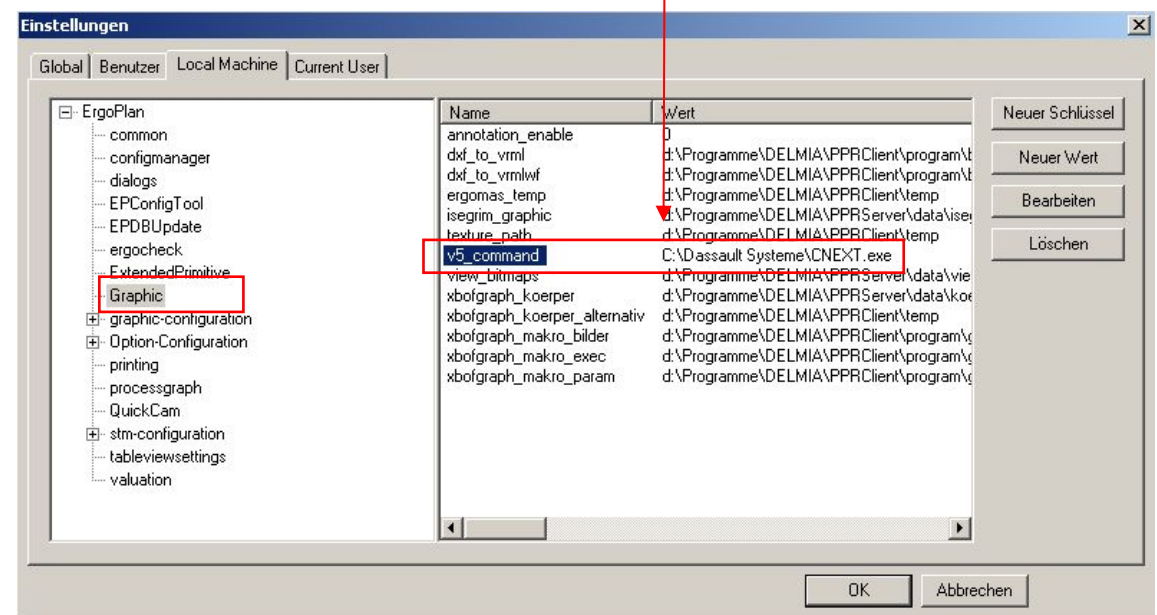 Einstellungen
Global Benutzer Local Machine Current User
ErgoPlan
common
configmanager
dialogs
EPConfigTool
EPDBUpdate
ergocheck
ExtendedPrimitive
Graphic
graphic-configuration
Option-Configuration
printing
processgraph
QuickCam
stm-configuration
tableviewsettings
valuation
Name Wert
annotation_enable 0
dxf_to_vrml d:\Programme\DELMIA\PPRClient\program\b
dxf_to_vrmlwf d:\Programme\DELMIA\PPRClient\program\b
ergomas_temp d:\Programme\DELMIA\PPRClient\temp
isegrim_graphic d:\Programme\DELMIA\PPRServer\data\iseg
texture_path d:\Programme\DELMIA\PPRClient\temp
v5_command C:\Dassault Systeme\CNEXT.exe
view_bitmaps d:\Programme\DELMIA\PPRServer\data\vie
xbofgraph_koerper d:\Programme\DELMIA\PPRServer\data\koe
xbofgraph_koerper_alternativ d:\Programme\DELMIA\PPRClient\temp
xbofgraph_makro_bilder d:\Programme\DELMIA\PPRClient\program\g
xbofgraph_makro_exec d:\Programme\DELMIA\PPRClient\program\g
xbofgraph_makro_param d:\Programme\DELMIA\PPRClient\program\g
Neuer Schlüssel
Neuer Wert
Bearbeiten
Löschen
OK Abbrechen